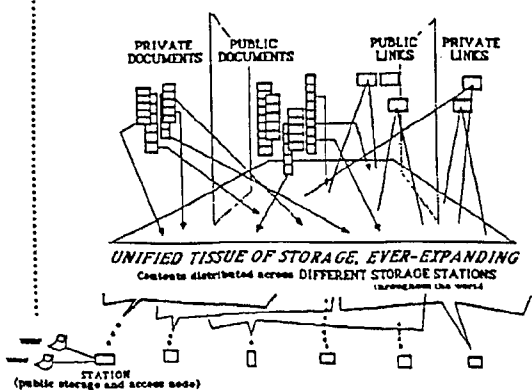 PRIVATE DOCUMENTS
PUBLIC DOCUMENTS
PUBLIC LINKS
PRIVATE LINKS
UNIFIED TISSUE OF STORAGE, EVER-EXPANDING
Contents distributed across DIFFERENT STORAGE STATIONS
throughout the world
STATION
(public storage and access node)